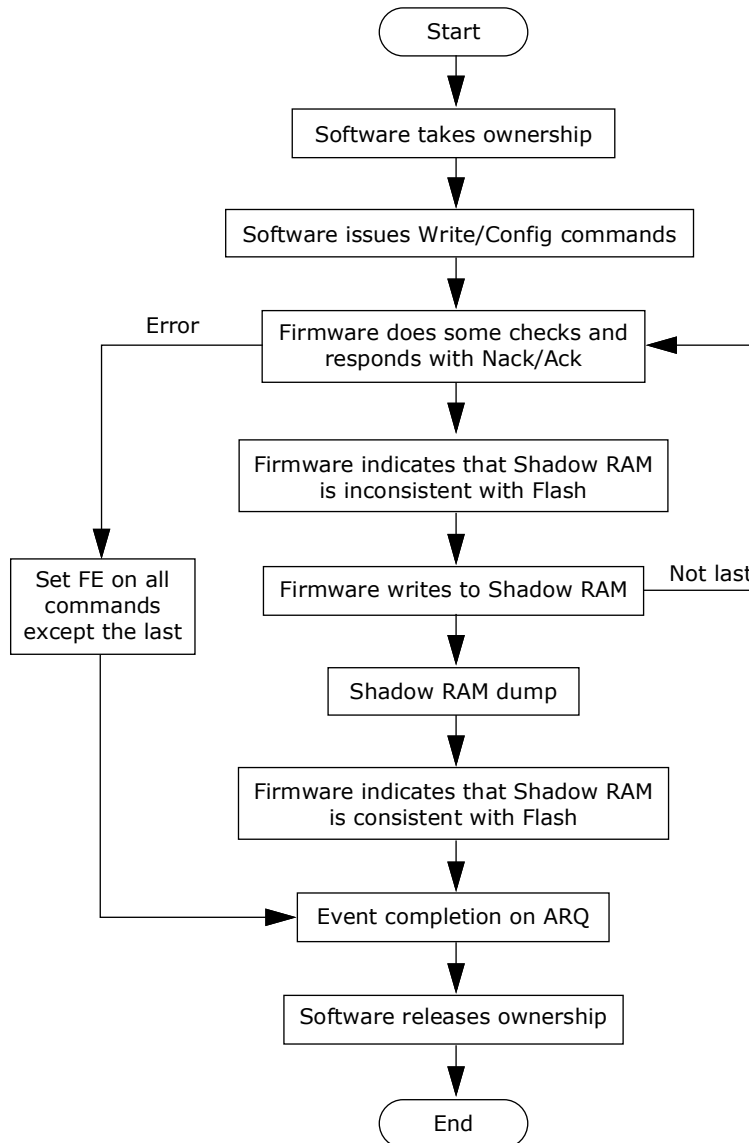 Start
Software takes ownership
Software issues Write/Config commands
Error
Firmware does some checks and
responds with Nack/Ack
Firmware indicates that Shadow RAM
is inconsistent with Flash
Set FE on all
commands
except the last
Firmware writes to Shadow RAM
Not last
Shadow RAM dump
Firmware indicates that Shadow RAM
is consistent with Flash
Event completion on ARQ
Software releases ownership
End